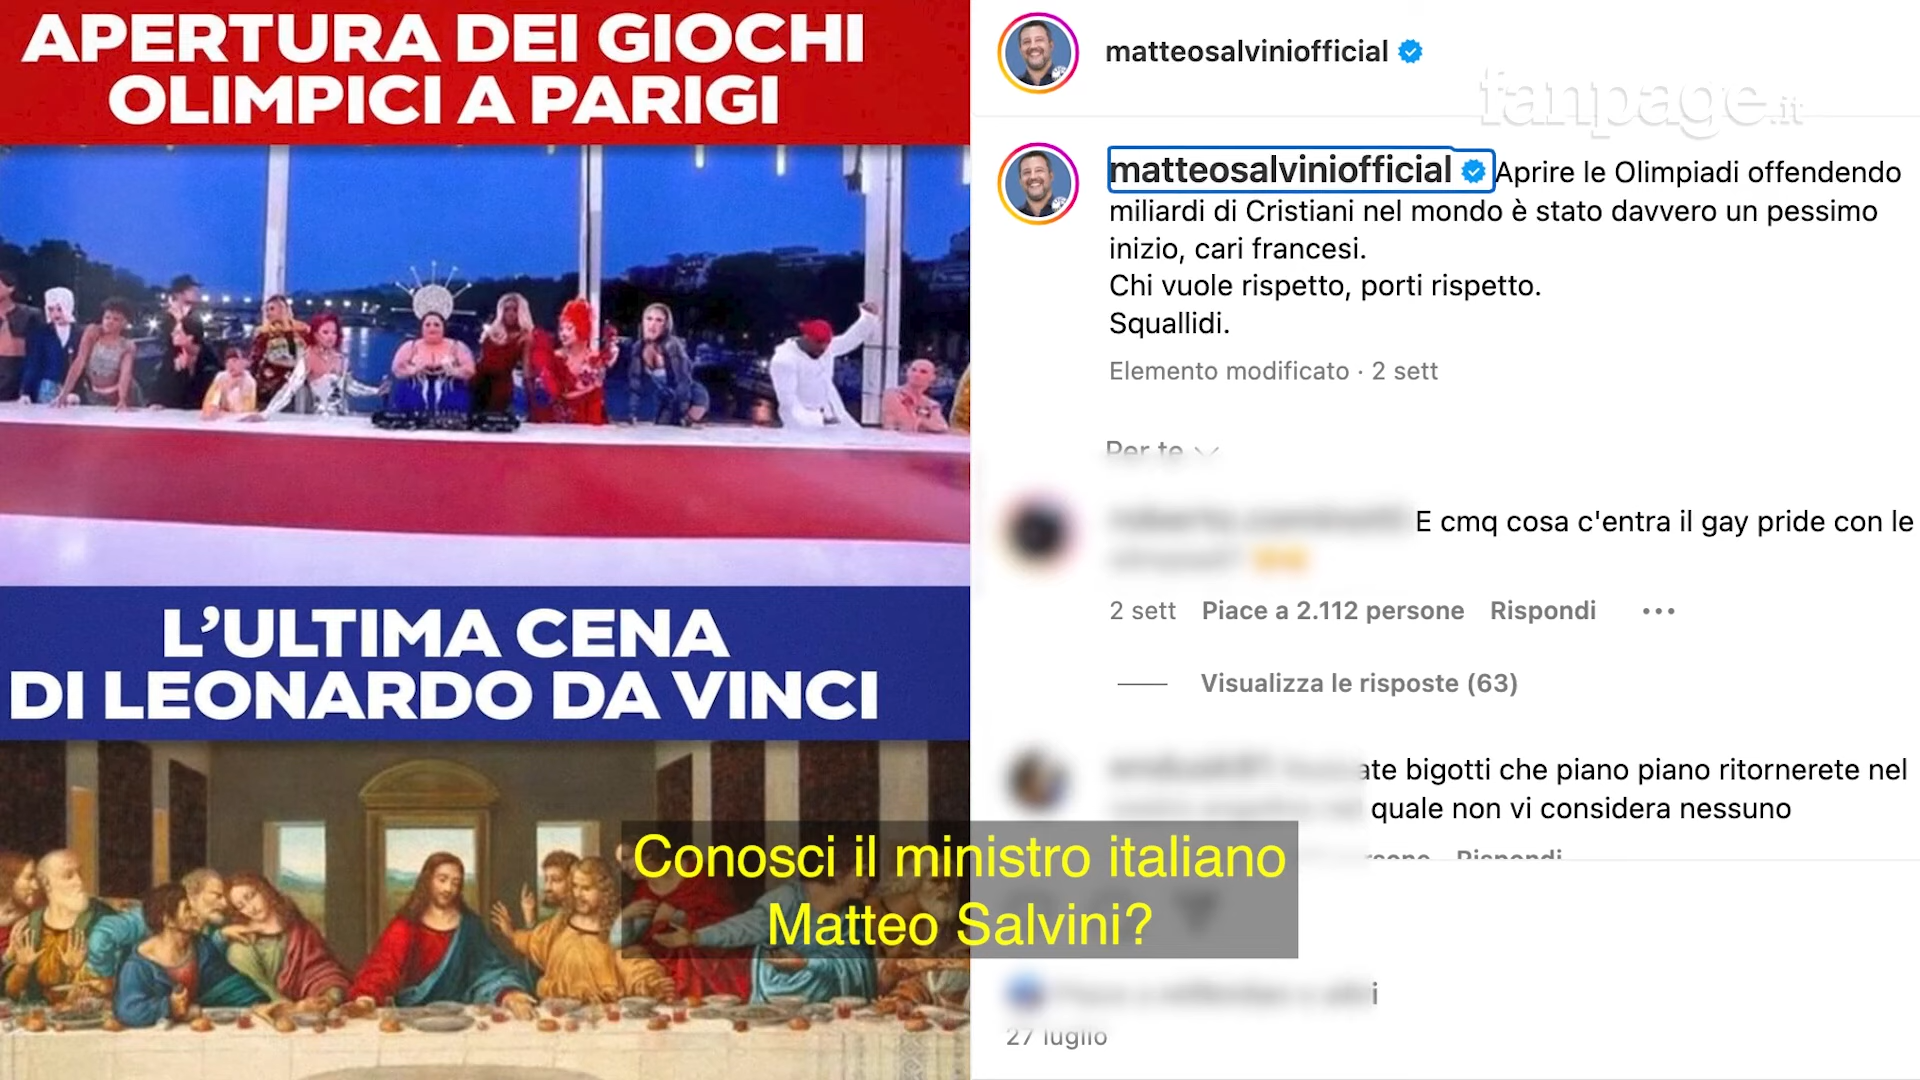 APERTURA DEI GIOCHI
OLIMPICI A PARIGI
L'ULTIMA CENA
DI LEONARDO DA VINCI
matteosalviniofficial
fanpage.it
matteosalviniofficial Aprire le Olimpiadi offendendo
miliardi di Cristiani nel mondo è stato davvero un pessimo
inizio, cari francesi.
Chi vuole rispetto, porti rispetto.
Squallidi.
Elemento modificato · 2 sett
Per te
E cmq cosa c'entra il gay pride con le
2 sett Piace a 2.112 persone Rispondi ...
Visualizza le risposte (63)
ate bigotti che piano piano ritornerete nel
quale non vi considera nessuno
Rispondi
Conosci il ministro italiano
Matteo Salvini?
27 luglio